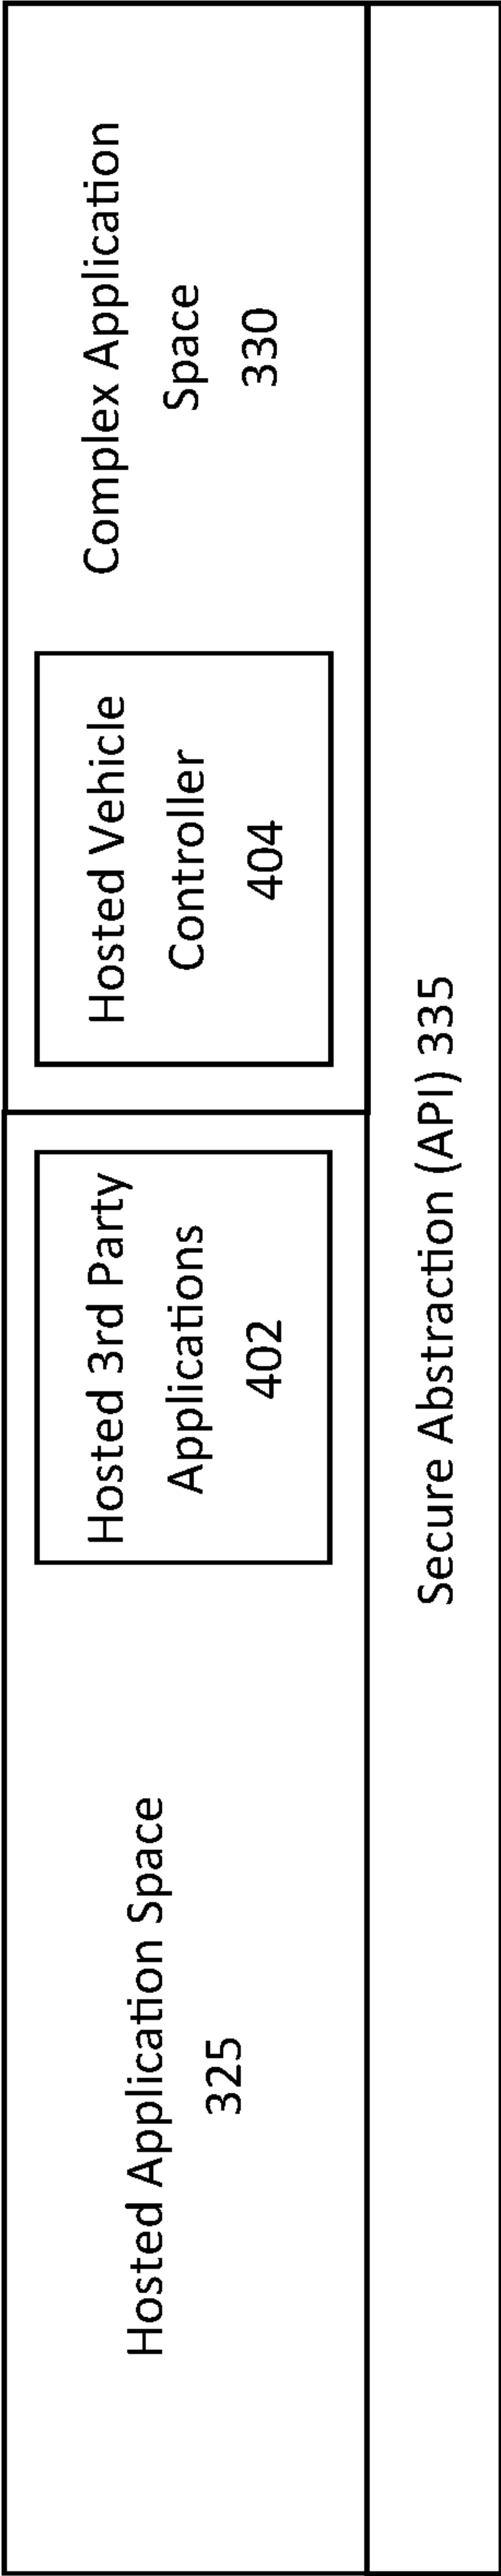 Hosted Application Space
325
Hosted 3rd Party
Applications
402
Hosted Vehicle
Controller
404
Complex Application
Space
330
Secure Abstraction (API) 335